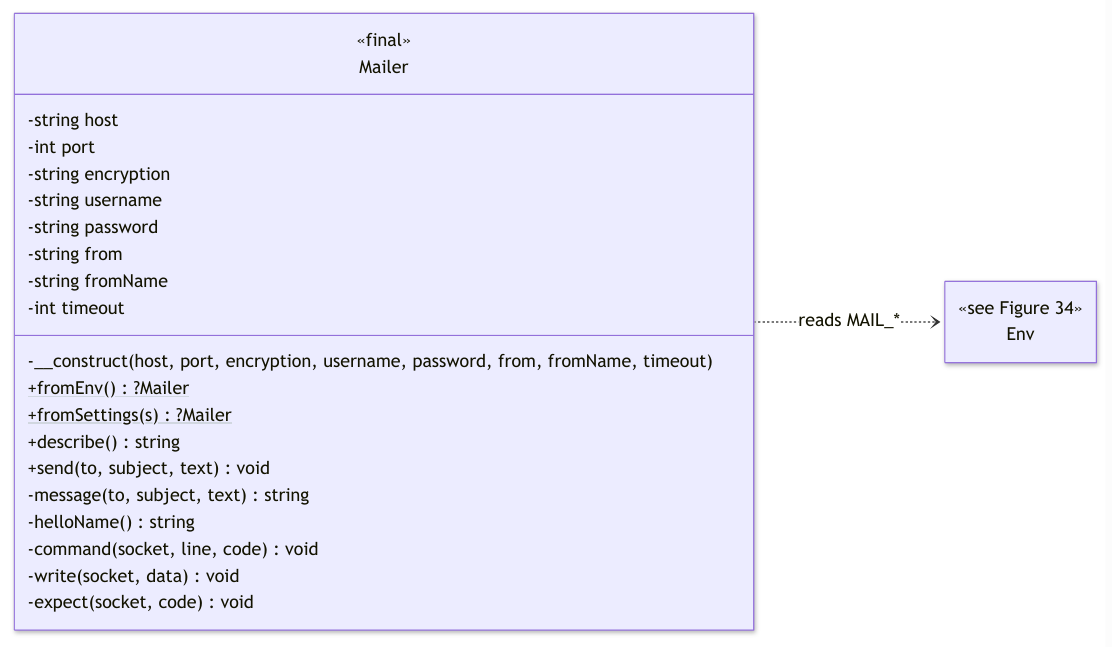 «final»
Mailer
-string host
-int port
-string encryption
-string username
-string password
-string from
-string fromName
-int timeout
-__construct(host, port, encryption, username, password, from, fromName, timeout)
+fromEnv() : ?Mailer
+fromSettings(s) : ?Mailer
+describe() : string
+send(to, subject, text) : void
-message(to, subject, text) : string
-helloName() : string
-command(socket, line, code) : void
-write(socket, data) : void
-expect(socket, code) : void
reads MAIL_*
«see Figure 34»
Env